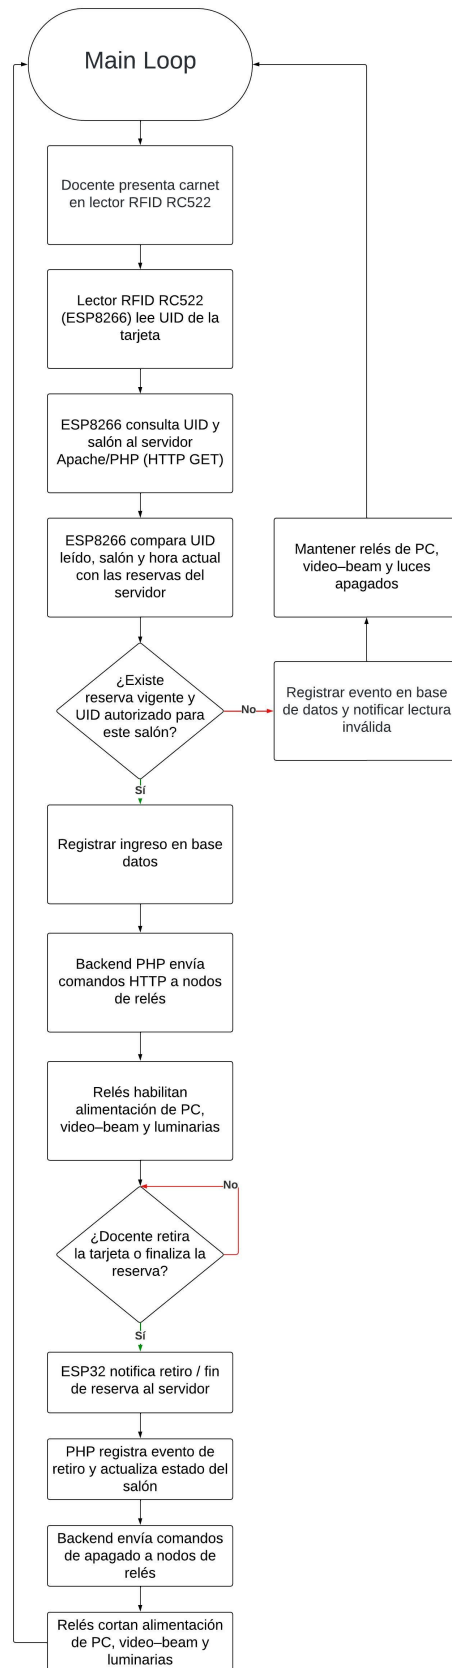 Main Loop
Docente presenta carnet
en lector RFID RC522
Lector RFID RC522
(ESP8266) lee UID de la
tarjeta
ESP8266 consulta UID y
salón al servidor
Apache/PHP (HTTP GET)
ESP8266 compara UID
leído, salón y hora actual
con las reservas del
servidor
Mantener relés de PC,
video–beam y luces
apagados
¿Existe
reserva vigente y
UID autorizado para
este salón?
No
Registrar evento en base
de datos y notificar lectura
inválida
Sí
Registrar ingreso en base
datos
Backend PHP envía
comandos HTTP a nodos
de relés
Relés habilitan
alimentación de PC,
video–beam y luminarias
No
¿Docente retira
la tarjeta o finaliza la
reserva?
Sí
ESP32 notifica retiro / fin
de reserva al servidor
PHP registra evento de
retiro y actualiza estado del
salón
Backend envía comandos
de apagado a nodos de
relés
Relés cortan alimentación
de PC, video–beam y
luminarias